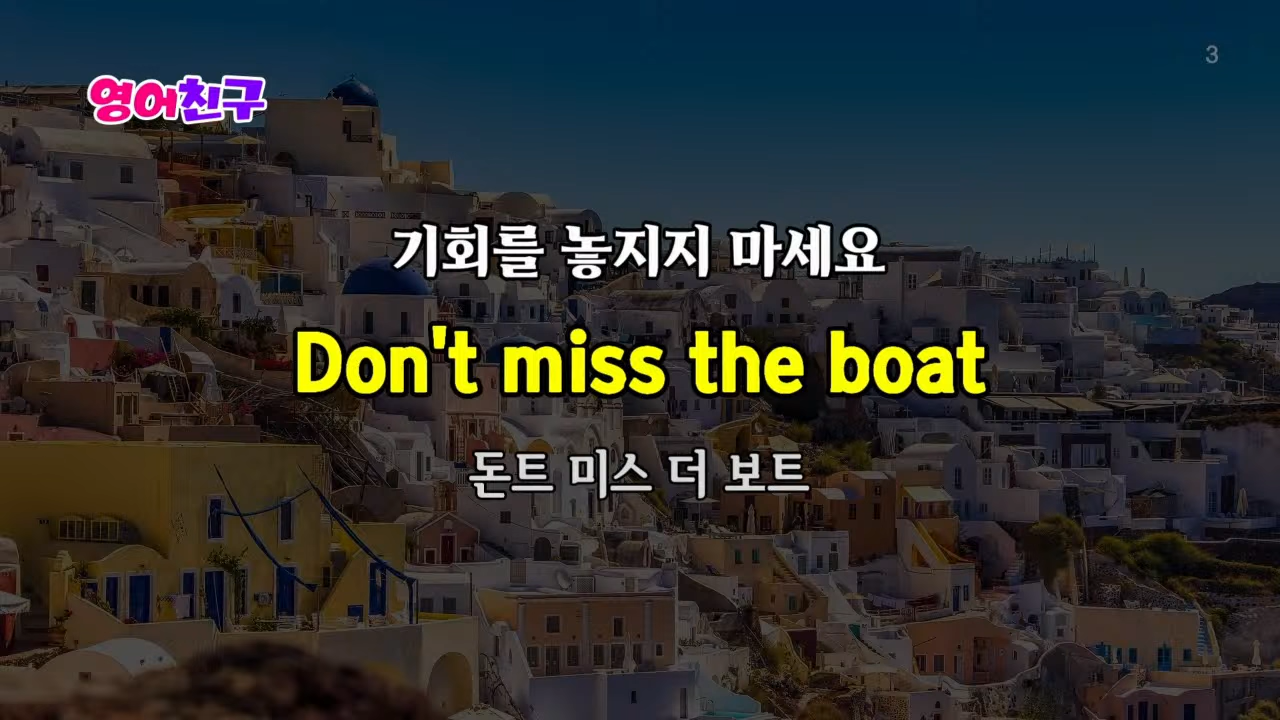 3
영어친구
기회를 놓지지 마세요
Don't miss the boat
돈트 미스 더 보트